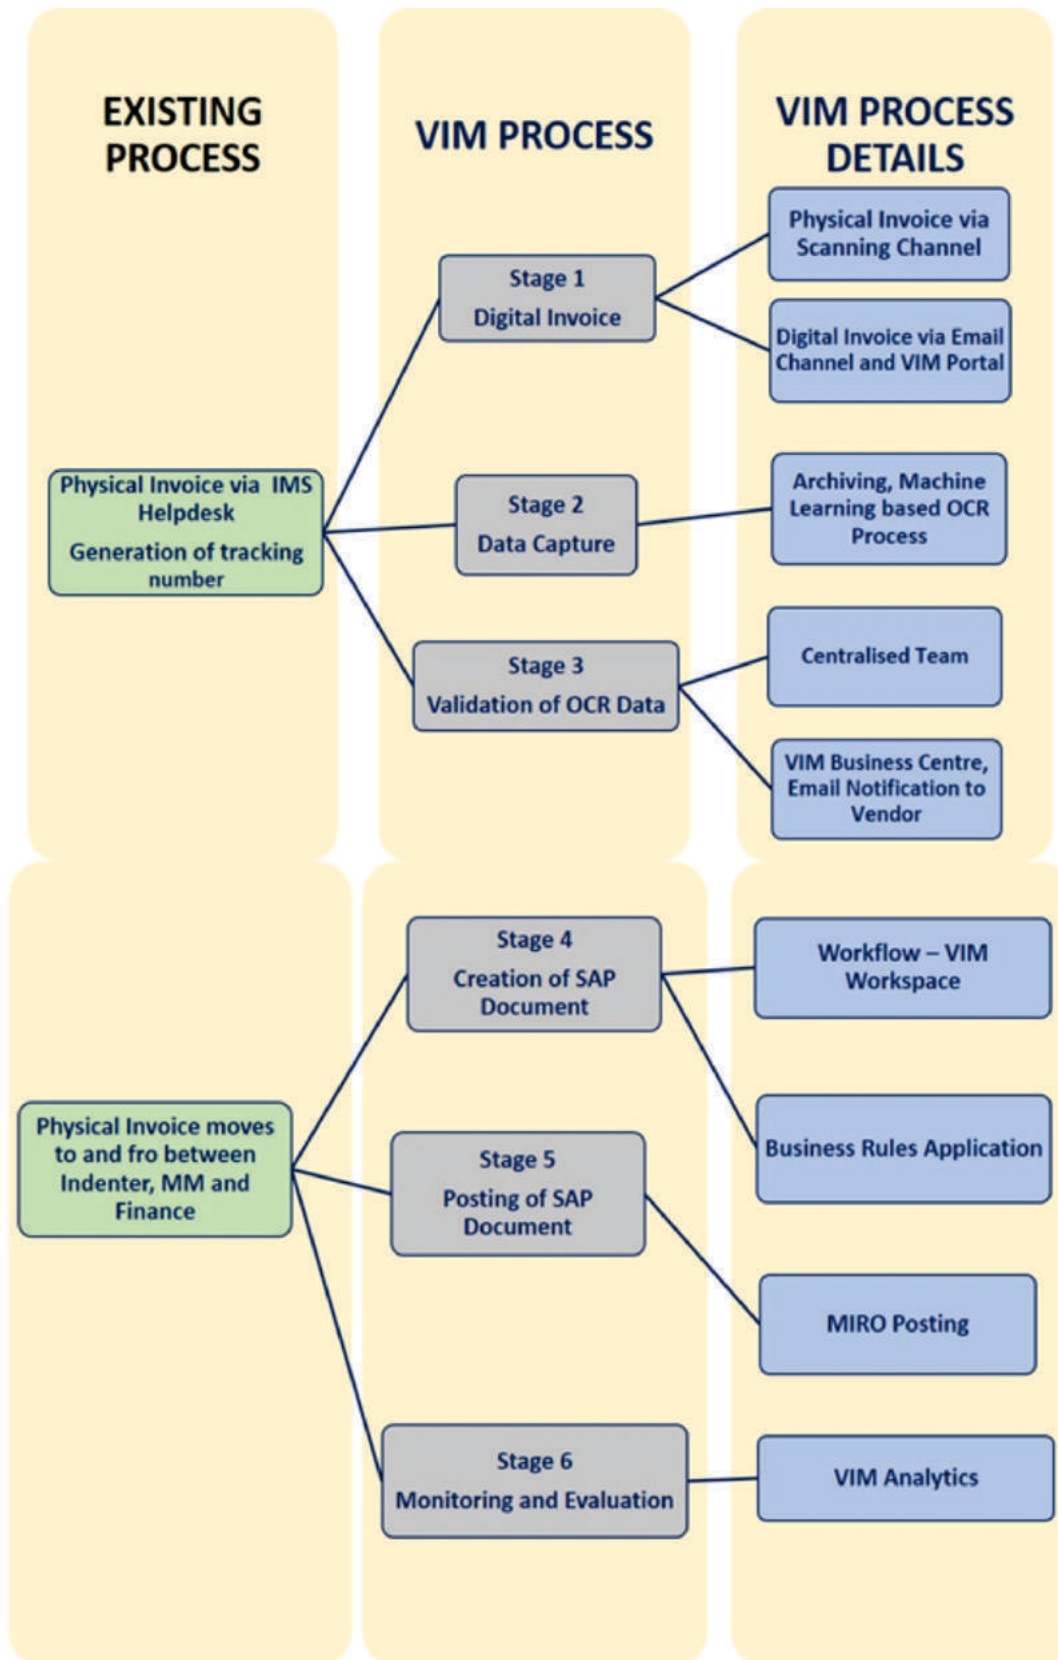 EXISTING
PROCESS
VIM PROCESS
VIM PROCESS
DETAILS
Physical Invoice via IMS
Helpdesk
Generation of tracking
number
Stage 1
Digital Invoice
Physical Invoice via
Scanning Channel
Digital Invoice via Email
Channel and VIM Portal
Stage 2
Data Capture
Archiving, Machine
Learning based OCR
Process
Stage 3
Validation of OCR Data
Centralised Team
VIM Business Centre,
Email Notification to
Vendor
Physical Invoice moves
to and fro between
Indenter, MM and
Finance
Stage 4
Creation of SAP
Document
Workflow – VIM
Workspace
Business Rules Application
Stage 5
Posting of SAP
Document
MIRO Posting
Stage 6
Monitoring and Evaluation
VIM Analytics